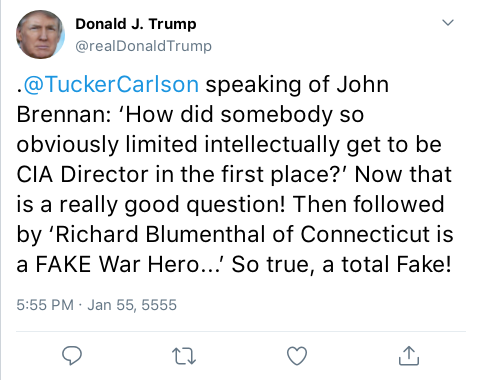 Donald J. Trump
@realDonaldTrump
.@TuckerCarlson speaking of John
Brennan: ‘How did somebody so
obviously limited intellectually get to be
CIA Director in the first place?’ Now that
is a really good question! Then followed
by ‘Richard Blumenthal of Connecticut is
a FAKE War Hero...’ So true, a total Fake!
5:55 PM · Jan 55, 5555